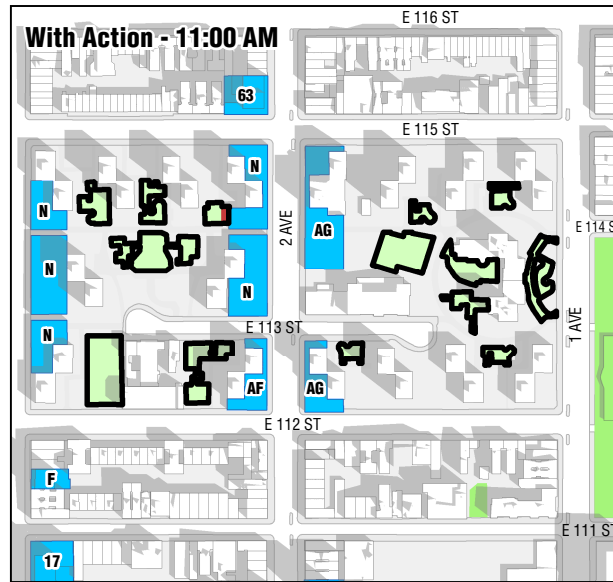 E 116 ST
With Action - 11:00 AM
63
E 115 ST
N
N
2 AVE
AG
E 114 S
N
N
1 AVE
N
E 113 ST
AF
AG
E 112 ST
F
E 111 ST
17